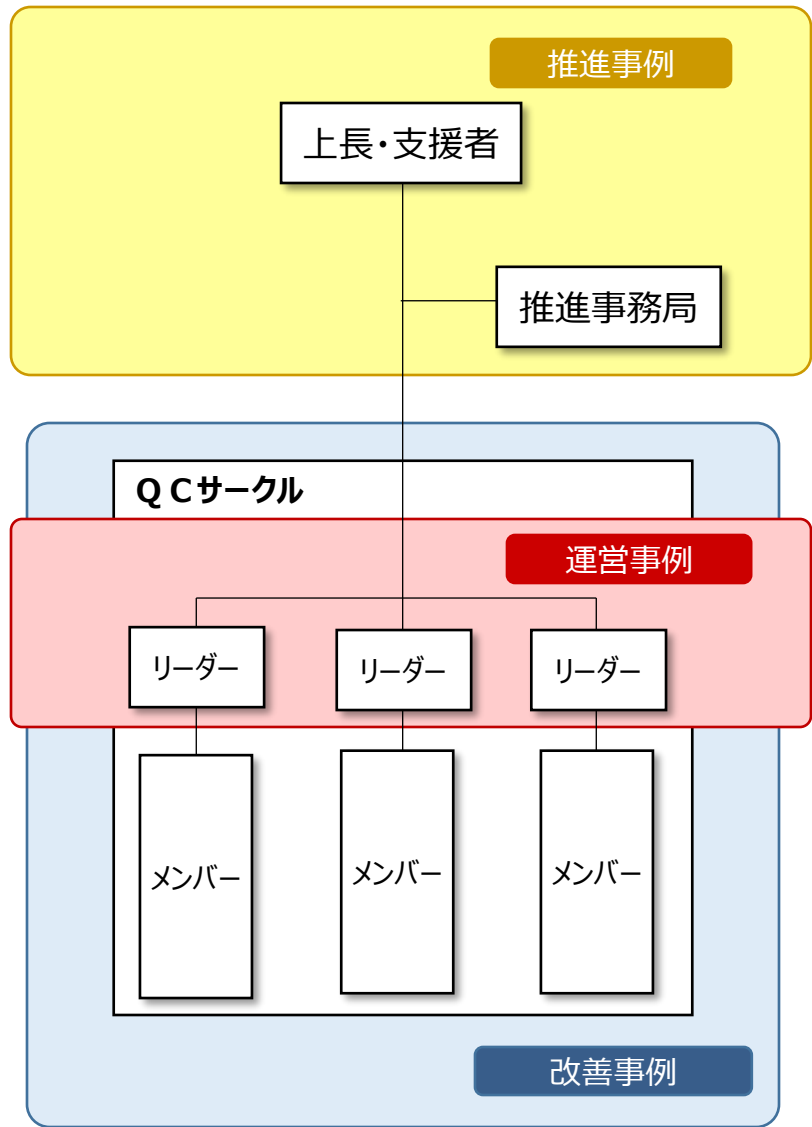 推進事例
上長・支援者
推進事務局
QCサークル
運営事例
リーダー
リーダー
リーダー
メンバー
メンバー
メンバー
改善事例